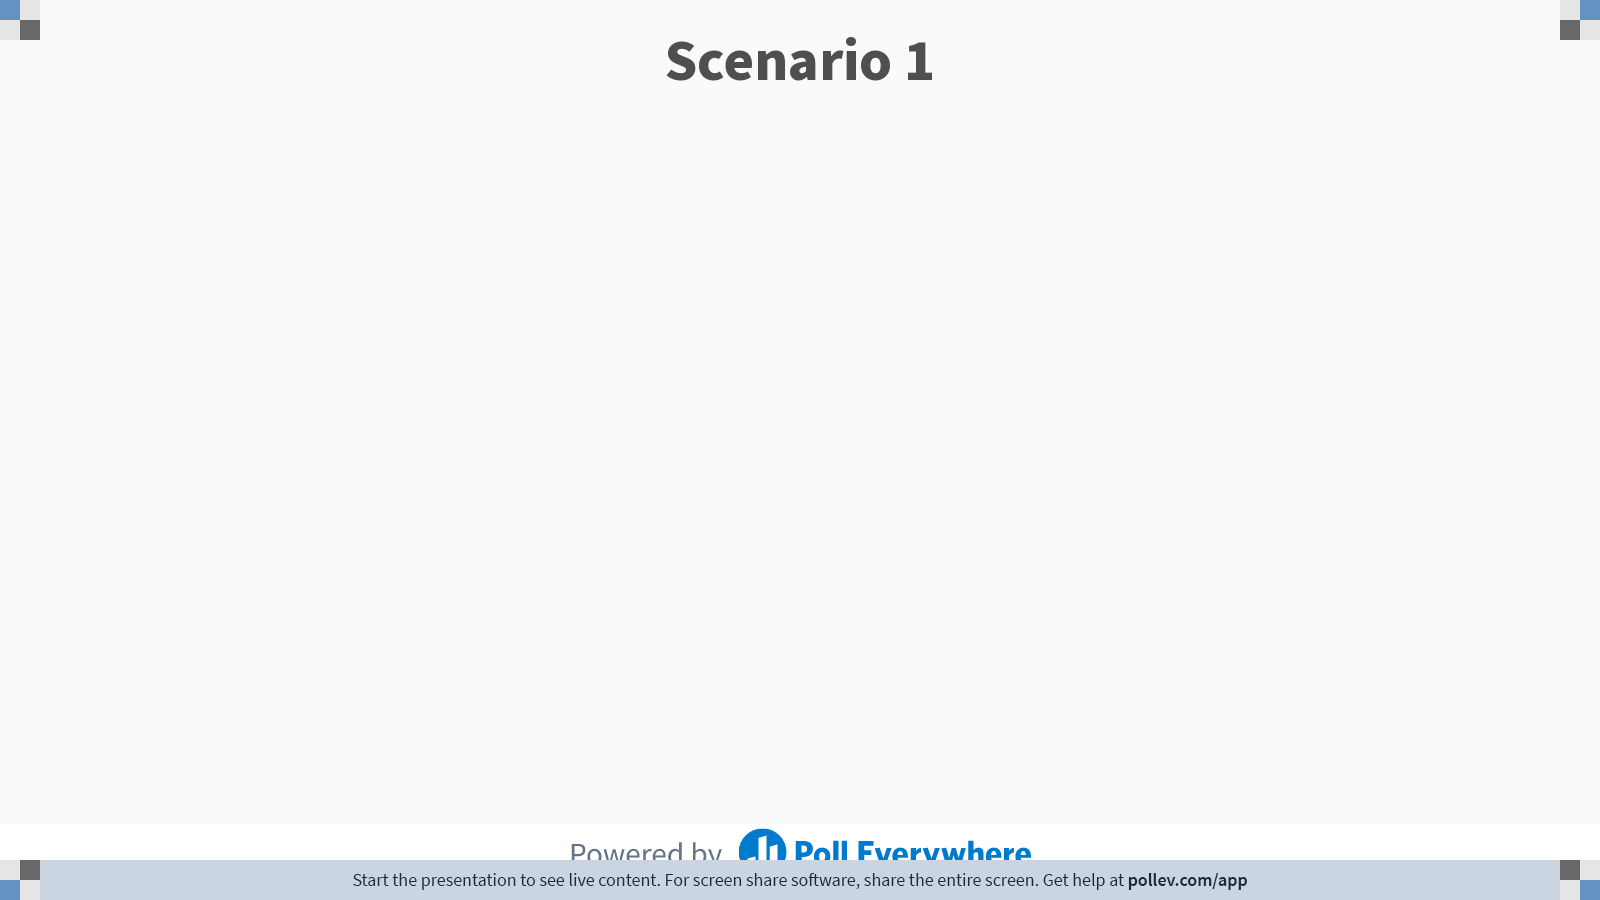 Scenario 1
Powered by Poll Everywhere
Start the presentation to see live content. For screen share software, share the entire screen. Get help at pollev.com/app